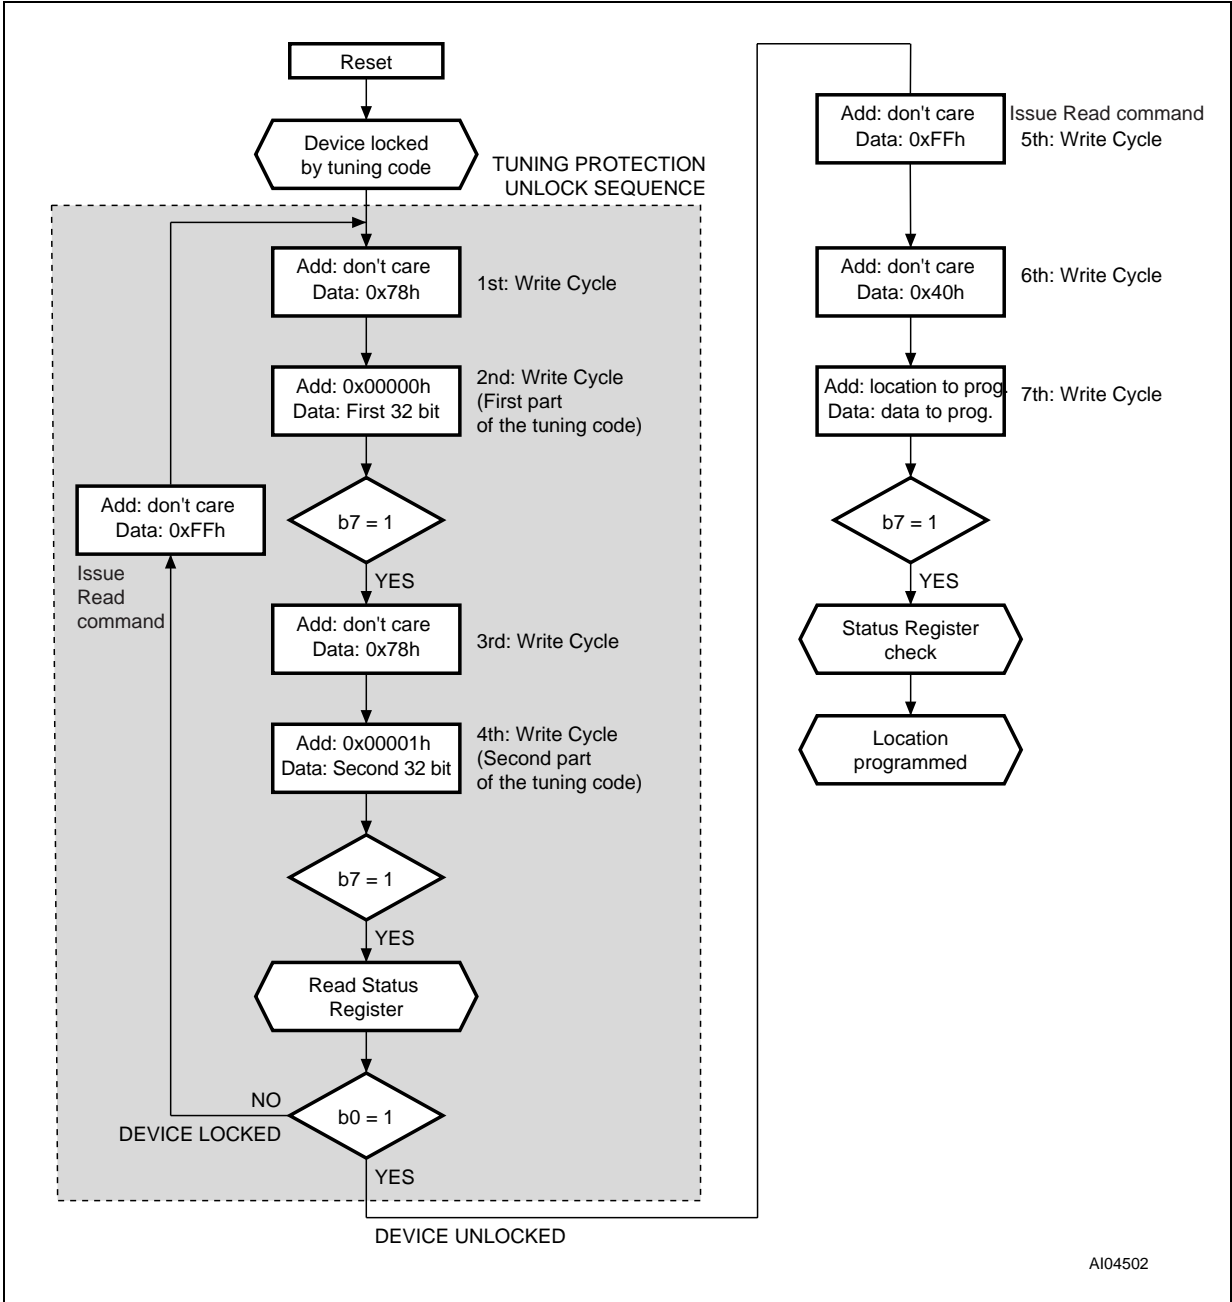 Reset
Device locked
by tuning code
TUNING PROTECTION
UNLOCK SEQUENCE
Add: don't care
Data: 0x78h
1st: Write Cycle
Add: 0x00000h
Data: First 32 bit
2nd: Write Cycle
(First part
of the tuning code)
b7 = 1
YES
Add: don't care
Data: 0xFFh
Issue
Read
command
Add: don't care
Data: 0x78h
3rd: Write Cycle
Add: 0x00001h
Data: Second 32 bit
4th: Write Cycle
(Second part
of the tuning code)
b7 = 1
YES
Read Status
Register
b0 = 1
NO
DEVICE LOCKED
YES
DEVICE UNLOCKED
Add: don't care
Data: 0xFFh
Issue Read command
5th: Write Cycle
Add: don't care
Data: 0x40h
6th: Write Cycle
Add: location to prog.
Data: data to prog.
7th: Write Cycle
b7 = 1
YES
Status Register
check
Location
programmed
AI04502